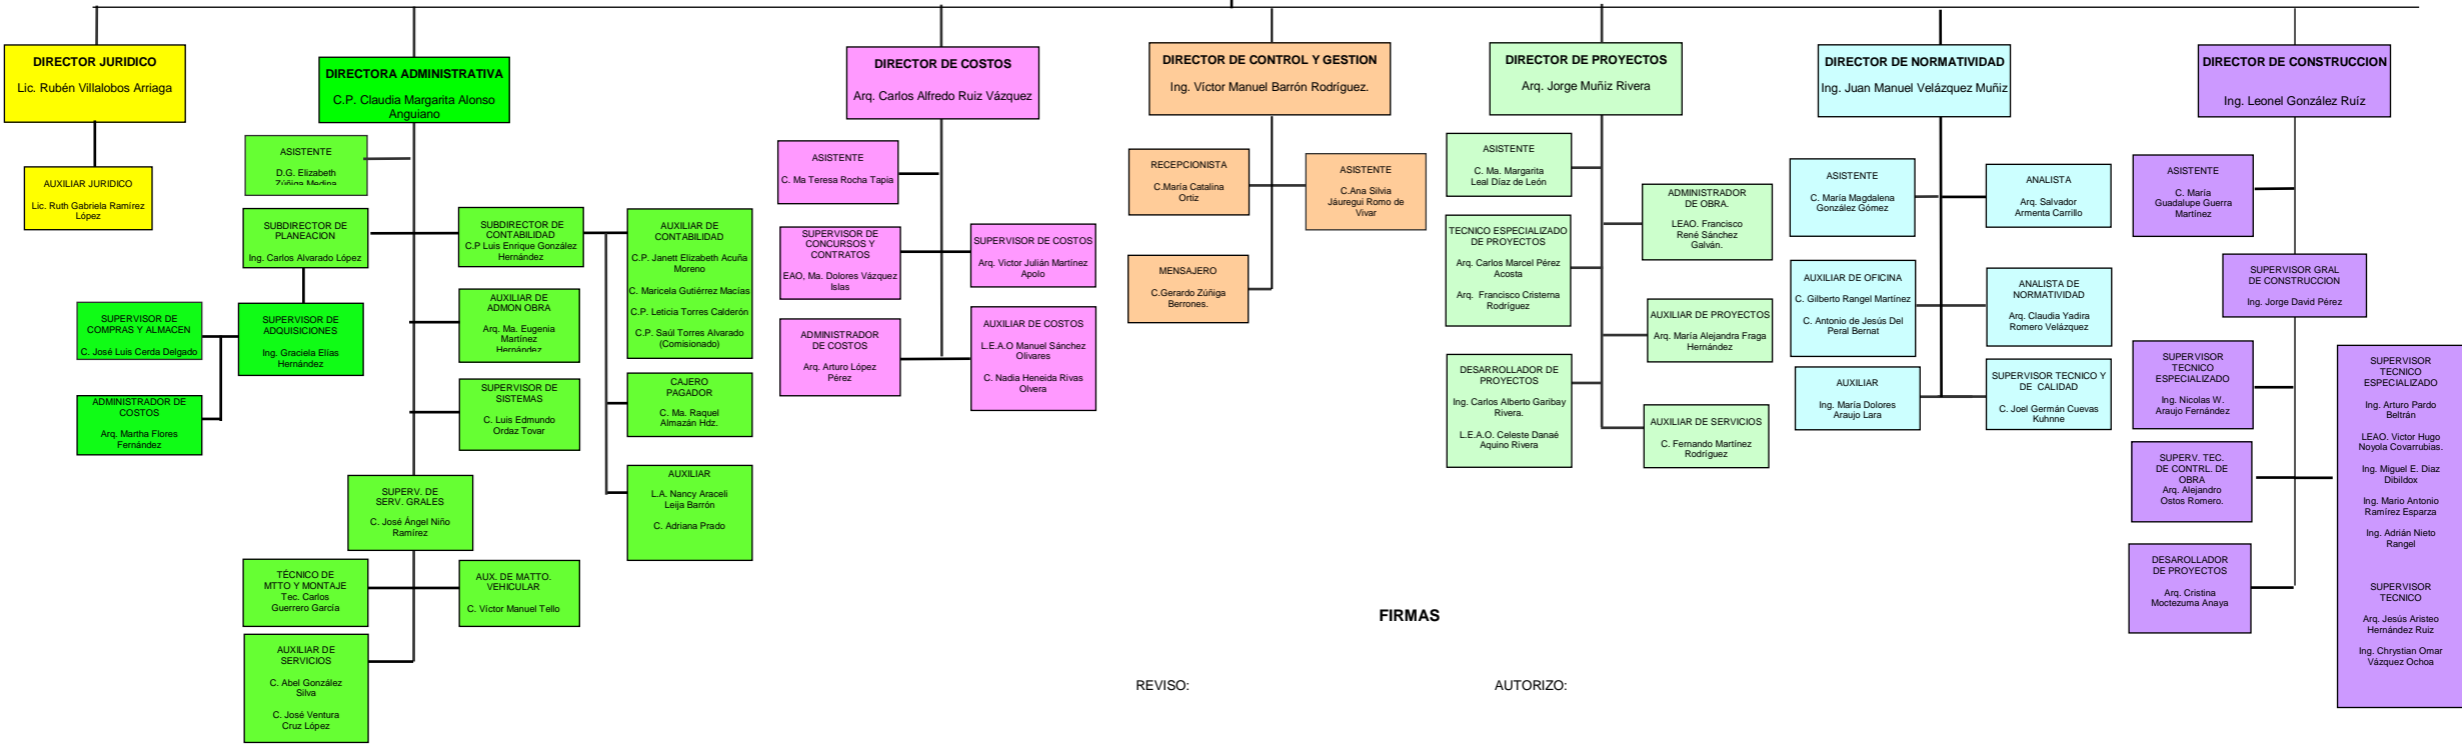 DIRECTOR JURIDICO
Lic. Rubén Villalobos Arriaga
AUXILIAR JURIDICO
Lic. Ruth Gabriela Ramírez
López
DIRECTORA ADMINISTRATIVA
C.P. Claudia Margarita Alonso
Anguiano
ASISTENTE
D.G. Elizabeth
Zúñiga Medina
SUBDIRECTOR DE
PLANEACION
Ing. Carlos Alvarado López
SUPERVISOR DE
COMPRAS Y ALMACEN
C. José Luis Cerda Delgado
SUPERVISOR DE
ADQUISICIONES
Ing. Graciela Elías
Hernández
ADMINISTRADOR DE
COSTOS
Arq. Martha Flores
Fernández
SUBDIRECTOR DE
CONTABILIDAD
C.P Luis Enrique González
Hernández
AUXILIAR DE
ADMON OBRA
Arq. Ma. Eugenia
Martínez
Hernández
SUPERVISOR DE
SISTEMAS
C. Luis Edmundo
Ordaz Tovar
AUXILIAR DE
CONTABILIDAD
C.P. Janett Elizabeth Acuña
Moreno
C. Maricela Gutiérrez Macías
C.P. Leticia Torres Calderón
C.P. Saúl Torres Alvarado
(Comisionado)
CAJERO
PAGADOR
C. Ma. Raquel
Almazán Hdz.
AUXILIAR
L.A. Nancy Araceli
Leija Barrón
C. Adriana Prado
SUPERV. DE
SERV. GRALES
C. José Ángel Niño
Ramírez
TÉCNICO DE
MTTO Y MONTAJE
Tec. Carlos
Guerrero García
AUX. DE MATTO.
VEHICULAR
C. Víctor Manuel Tello
AUXILIAR DE
SERVICIOS
C. Abel González
Silva
C. José Ventura
Cruz López
DIRECTOR DE COSTOS
Arq. Carlos Alfredo Ruiz Vázquez
ASISTENTE
C. Ma Teresa Rocha Tapia
SUPERVISOR DE
CONCURSOS Y
CONTRATOS
EAO, Ma. Dolores Vázquez
Islas
SUPERVISOR DE COSTOS
Arq. Victor Julián Martínez
Apolo
ADMINISTRADOR
DE COSTOS
Arq. Arturo López
Pérez
AUXILIAR DE COSTOS
L.E.A.O Manuel Sánchez
Olivares
C. Nadia Heneida Rivas
Olvera
DIRECTOR DE CONTROL Y GESTION
Ing. Víctor Manuel Barrón Rodríguez.
RECEPCIONISTA
C.María Catalina
Ortiz
ASISTENTE
C.Ana Silvia
Jáuregui Romo de
Vivar
MENSAJERO
C.Gerardo Zúñiga
Berrones.
DIRECTOR DE PROYECTOS
Arq. Jorge Muñiz Rivera
ASISTENTE
C. Ma. Margarita
Leal Díaz de León
ADMINISTRADOR
DE OBRA.
LEAO. Francisco
René Sánchez
Galván.
TECNICO ESPECIALIZADO
DE PROYECTOS
Arq. Carlos Marcel Pérez
Acosta
Arq. Francisco Cristerna
Rodríguez
AUXILIAR DE PROYECTOS
Arq. María Alejandra Fraga
Hernández
DESARROLLADOR DE
PROYECTOS
Ing. Carlos Alberto Garibay
Rivera.
L.E.A.O. Celeste Danaé
Aquino Rivera
AUXILIAR DE SERVICIOS
C. Fernando Martínez
Rodríguez
DIRECTOR DE NORMATIVIDAD
Ing. Juan Manuel Velázquez Muñiz
ASISTENTE
C. María Magdalena
González Gómez
ANALISTA
Arq. Salvador
Armenta Carrillo
AUXILIAR DE OFICINA
C. Gilberto Rangel Martínez
C. Antonio de Jesús Del
Peral Bernat
ANALISTA DE
NORMATIVIDAD
Arq. Claudia Yadira
Romero Velázquez
AUXILIAR
Ing. María Dolores
Araujo Lara
SUPERVISOR TECNICO Y
DE CALIDAD
C. Joel Germán Cuevas
Kuhnne
DIRECTOR DE CONSTRUCCION
Ing. Leonel González Ruíz
ASISTENTE
C. María
Guadalupe Guerra
Martínez
SUPERVISOR GRAL
DE CONSTRUCCION
Ing. Jorge David Pérez
SUPERVISOR
TECNICO
ESPECIALIZADO
Ing. Nicolas W.
Araujo Fernández
SUPERV. TEC.
DE CONTRL. DE
OBRA
Arq. Alejandro
Ostos Romero.
DESAROLLADOR
DE PROYECTOS
Arq. Cristina
Moctezuma Anaya
SUPERVISOR
TECNICO
ESPECIALIZADO
Ing. Arturo Pardo
Beltrán
LEAO. Victor Hugo
Noyola Covarrubias.
Ing. Miguel E. Diaz
Dibildox
Ing. Mario Antonio
Ramírez Esparza
Ing. Adrián Nieto
Rangel
SUPERVISOR
TECNICO
Arq. Jesús Aristeo
Hernández Ruiz
Ing. Chrystian Omar
Vázquez Ochoa
FIRMAS
REVISO:
AUTORIZO: